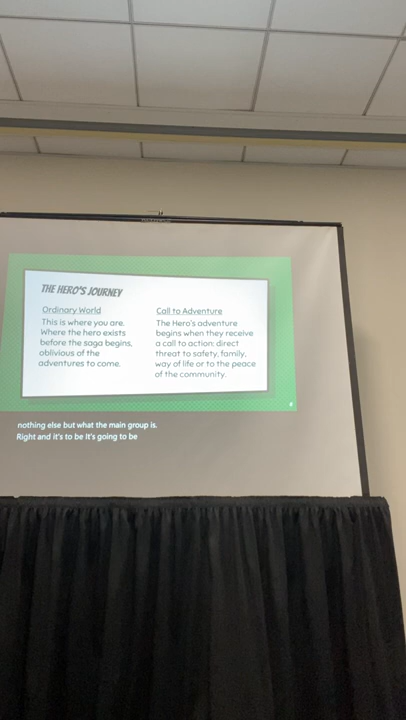 THE HERO'S JOURNEY
Ordinary World
This is where you are.
Where the hero exists
before the saga begins,
oblivious of the
adventures to come.
Call to Adventure
The Hero's adventure
begins when they receive
a call to action: direct
threat to safety, family,
way of life or to the peace
of the community.
nothing else but what the main group is.
Right and it's to be It's going to be